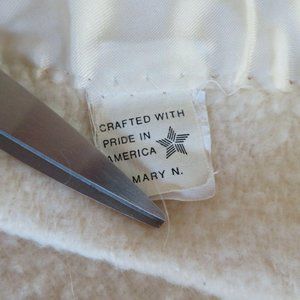 CRAFTED WITH
PRIDE IN
AMERICA
MARY N.